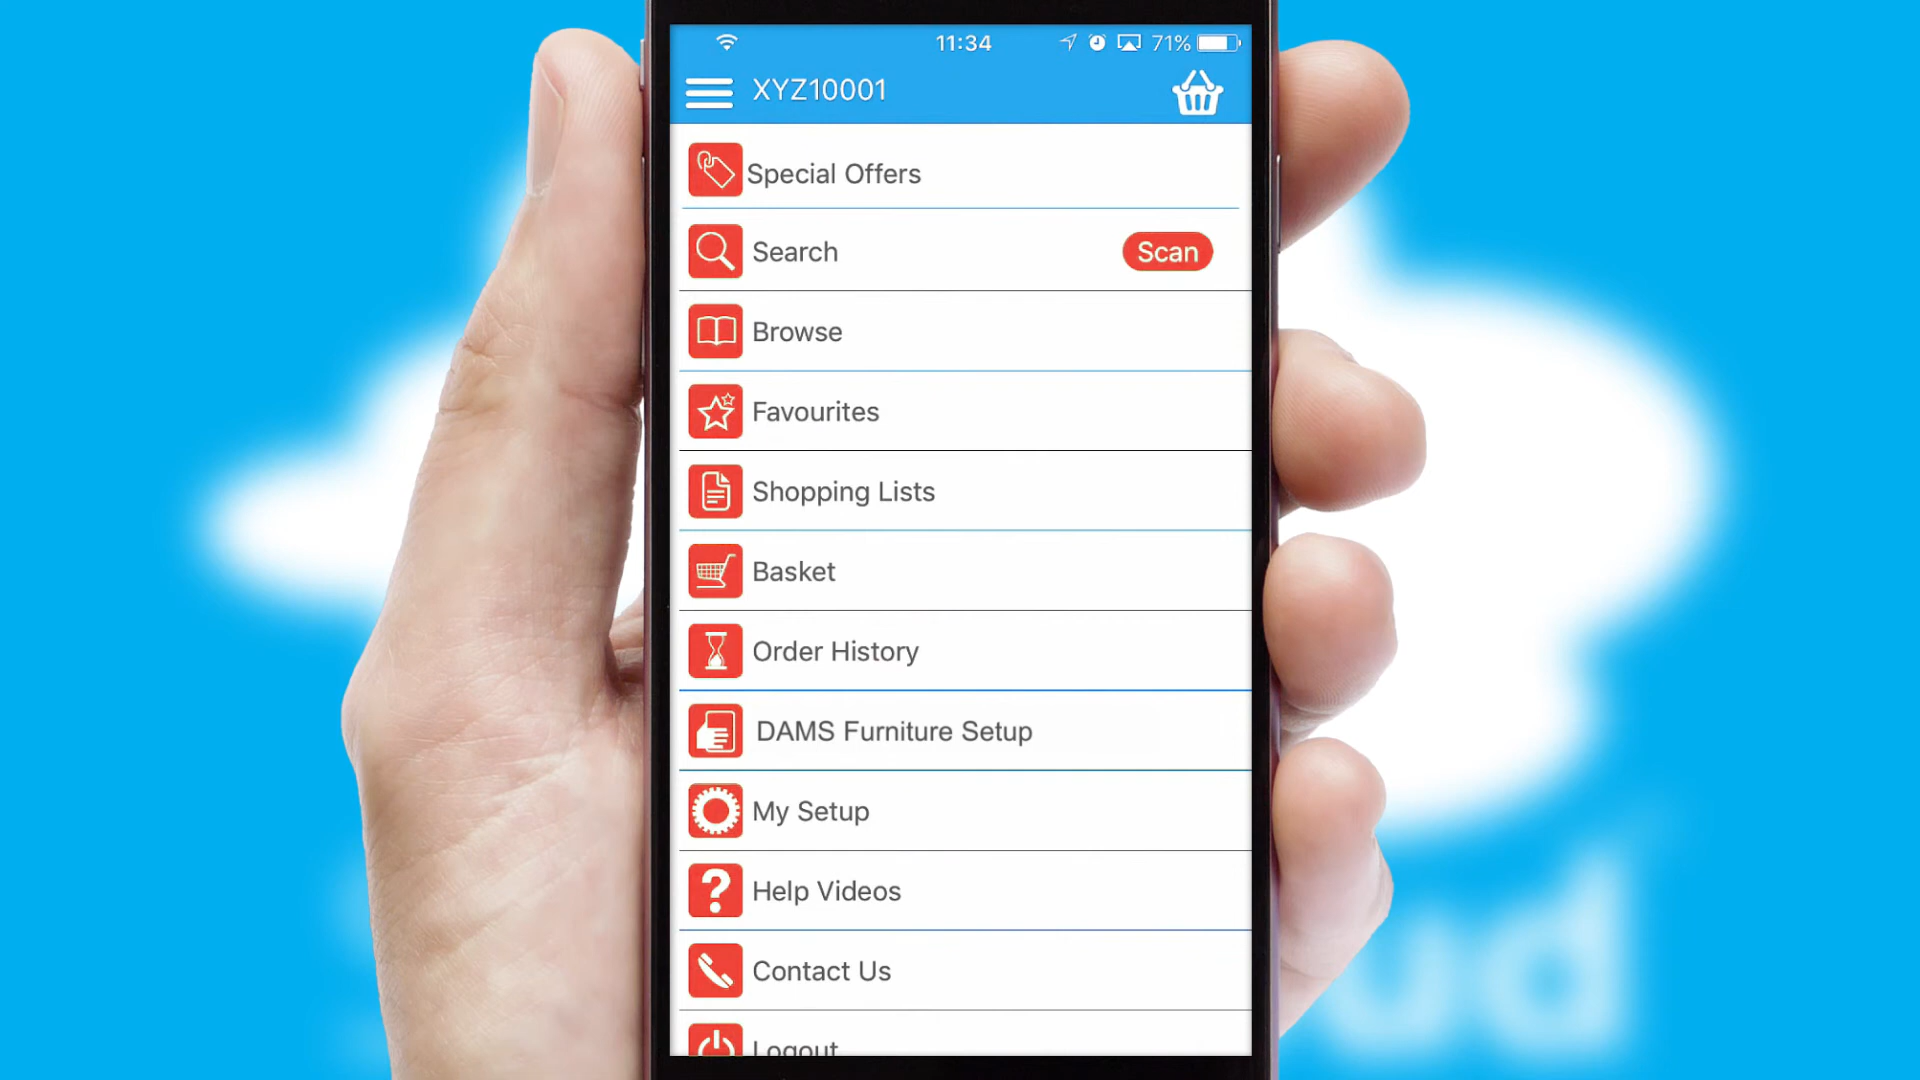 11:34 71%
XYZ10001
Special Offers
Search Scan
Browse
Favourites
Shopping Lists
Basket
Order History
DAMS Furniture Setup
My Setup
Help Videos
Contact Us
Logout
ud